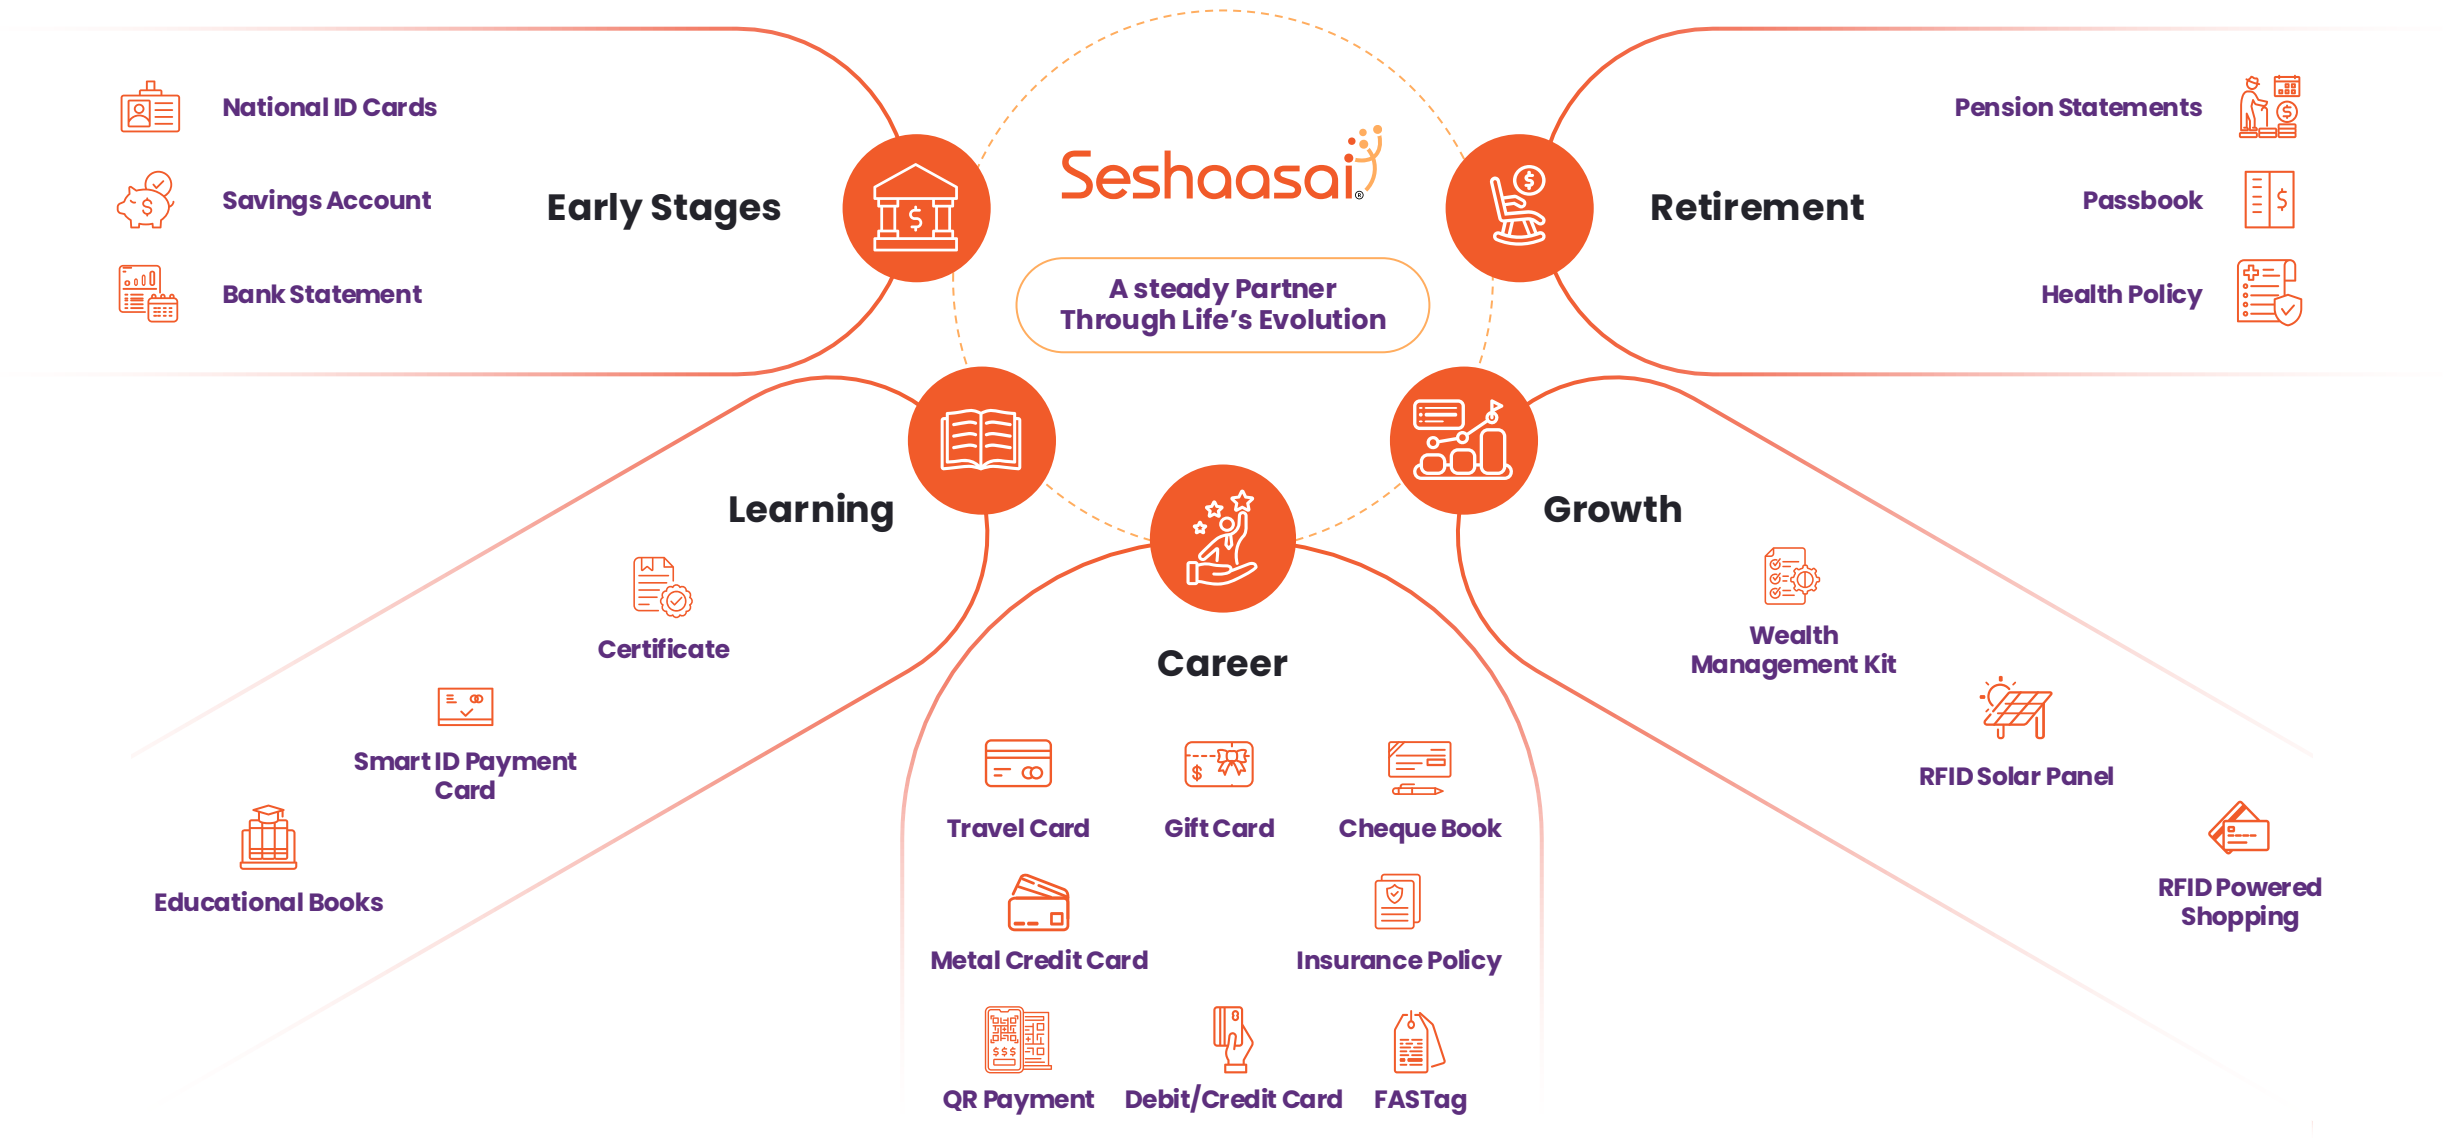 Seshaasai®
A steady Partner
Through Life's Evolution
Early Stages
National ID Cards
Savings Account
Bank Statement
Learning
Certificate
Smart ID Payment
Card
Educational Books
Career
Travel Card
Gift Card
Cheque Book
Metal Credit Card
Insurance Policy
QR Payment
Debit/Credit Card
FASTag
Growth
Wealth
Management Kit
RFID Solar Panel
RFID Powered
Shopping
Retirement
Pension Statements
Passbook
Health Policy